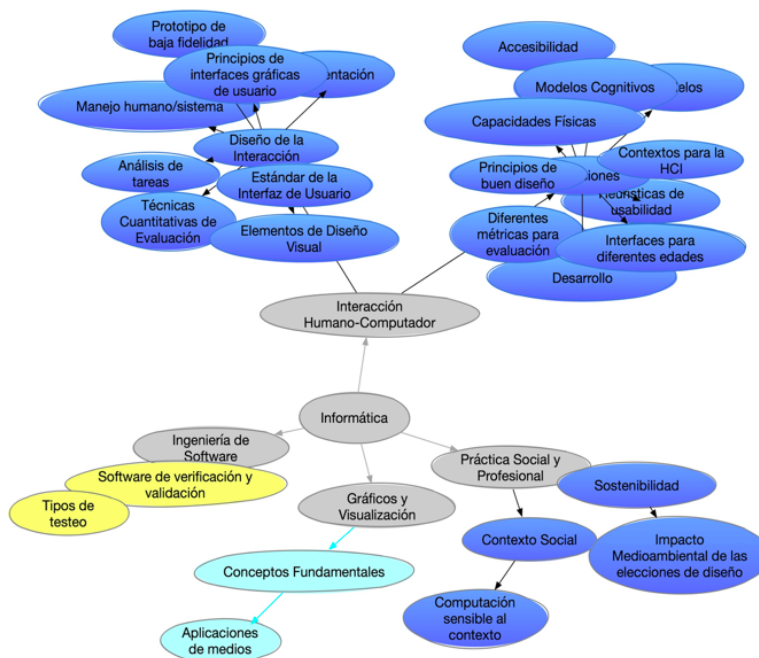 Prototipo de
baja fidelidad
Principios de
interfaces gráficas
de usuario
Manejo humano/sistema
Diseño de la
Interacción
Análisis de
tareas
Estándar de la
Interfaz de Usuario
Técnicas
Cuantitativas de
Evaluación
Elementos de Diseño
Visual
Accesibilidad
Modelos Cognitivos
Capacidades Físicas
Contextos para la
HCI
Principios de
buen diseño
Heurísticas de
usabilidad
Diferentes
métricas para
evaluación
Interfaces para
diferentes edades
Desarrollo
Interacción
Humano-Computador
Informática
Ingeniería de
Software
Software de verificación y
validación
Tipos de
testeo
Gráficos y
Visualización
Práctica Social y
Profesional
Sostenibilidad
Contexto Social
Impacto
Medioambiental de las
elecciones de diseño
Conceptos Fundamentales
Computación
sensible al
contexto
Aplicaciones
de medios